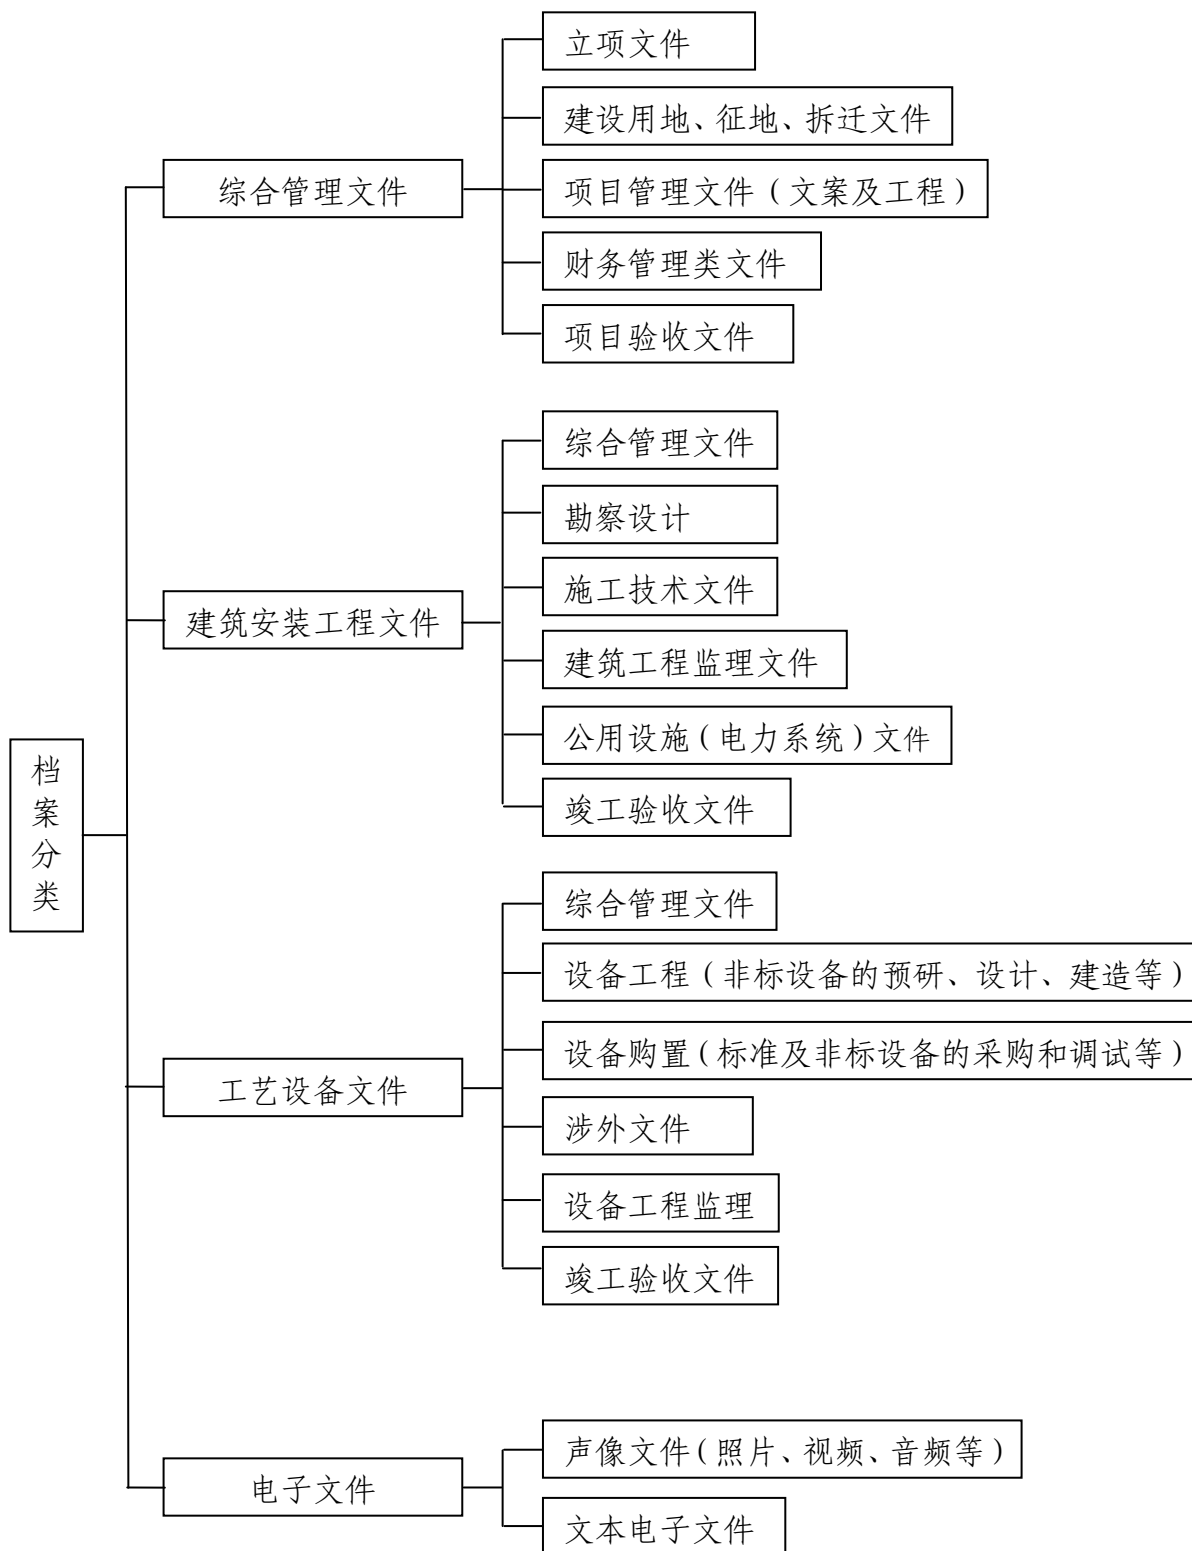 档案分类
综合管理文件
立项文件
建设用地、征地、拆迁文件
项目管理文件（文案及工程）
财务管理类文件
项目验收文件
建筑安装工程文件
综合管理文件
勘察设计
施工技术文件
建筑工程监理文件
公用设施（电力系统）文件
竣工验收文件
工艺设备文件
综合管理文件
设备工程（非标设备的预研、设计、建造等）
设备购置（标准及非标设备的采购和调试等）
涉外文件
设备工程监理
竣工验收文件
电子文件
声像文件（照片、视频、音频等）
文本电子文件